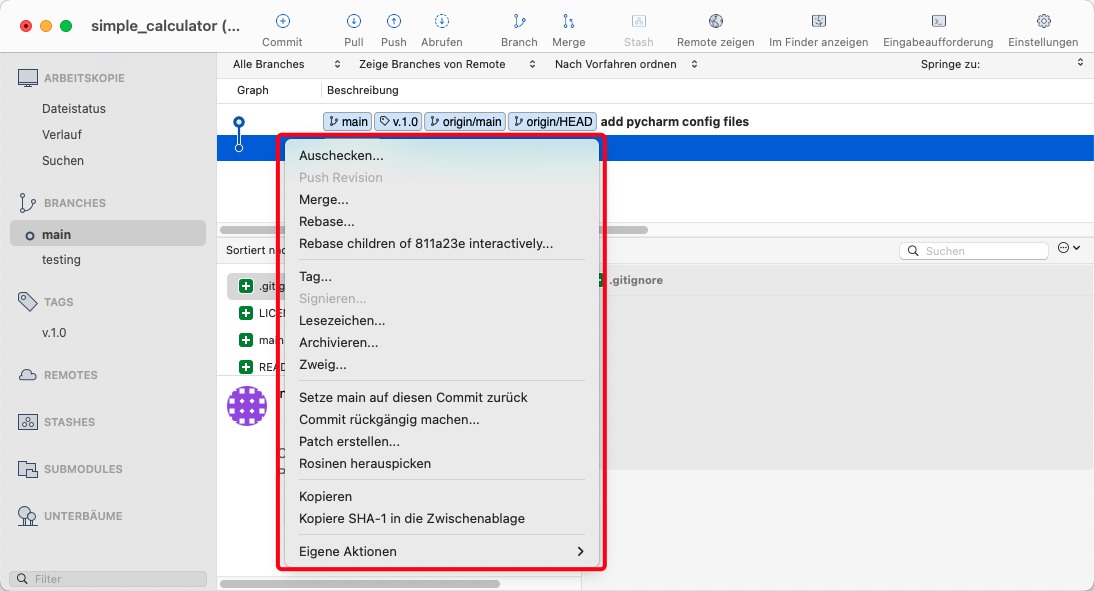 simple_calculator (...
Commit
Pull
Push
Abrufen
Branch
Merge
Stash
Remote zeigen
Im Finder anzeigen
Eingabeaufforderung
Einstellungen
Alle Branches
Zeige Branches von Remote
Nach Vorfahren ordnen
Springe zu:
Graph
Beschreibung
main
v.1.0
origin/main
origin/HEAD
add pycharm config files
ARBEITSKOPIE
Dateistatus
Verlauf
Suchen
BRANCHES
main
testing
TAGS
v.1.0
REMOTES
STASHES
SUBMODULES
UNTERBÄUME
Filter
Auschecken...
Push Revision
Merge...
Rebase...
Rebase children of 811a23e interactively...
Tag...
Signieren...
Lesezeichen...
Archivieren...
Zweig...
Setze main auf diesen Commit zurück
Commit rückgängig machen...
Patch erstellen...
Rosinen herauspicken
Kopieren
Kopiere SHA-1 in die Zwischenablage
Eigene Aktionen
Sortiert
Suchen
.gitignore